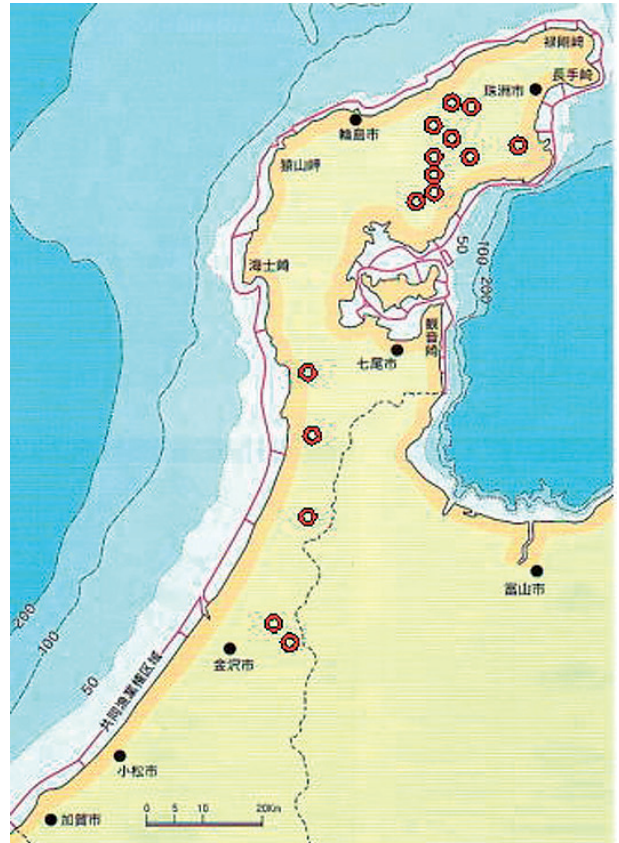 禄剛崎
長手崎
珠洲市
輪島市
猿山岬
海士崎
50
100
200
観音崎
七尾市
富山市
200
100
50
共同漁業権区域
金沢市
小松市
加賀市
0 5 10 20Km